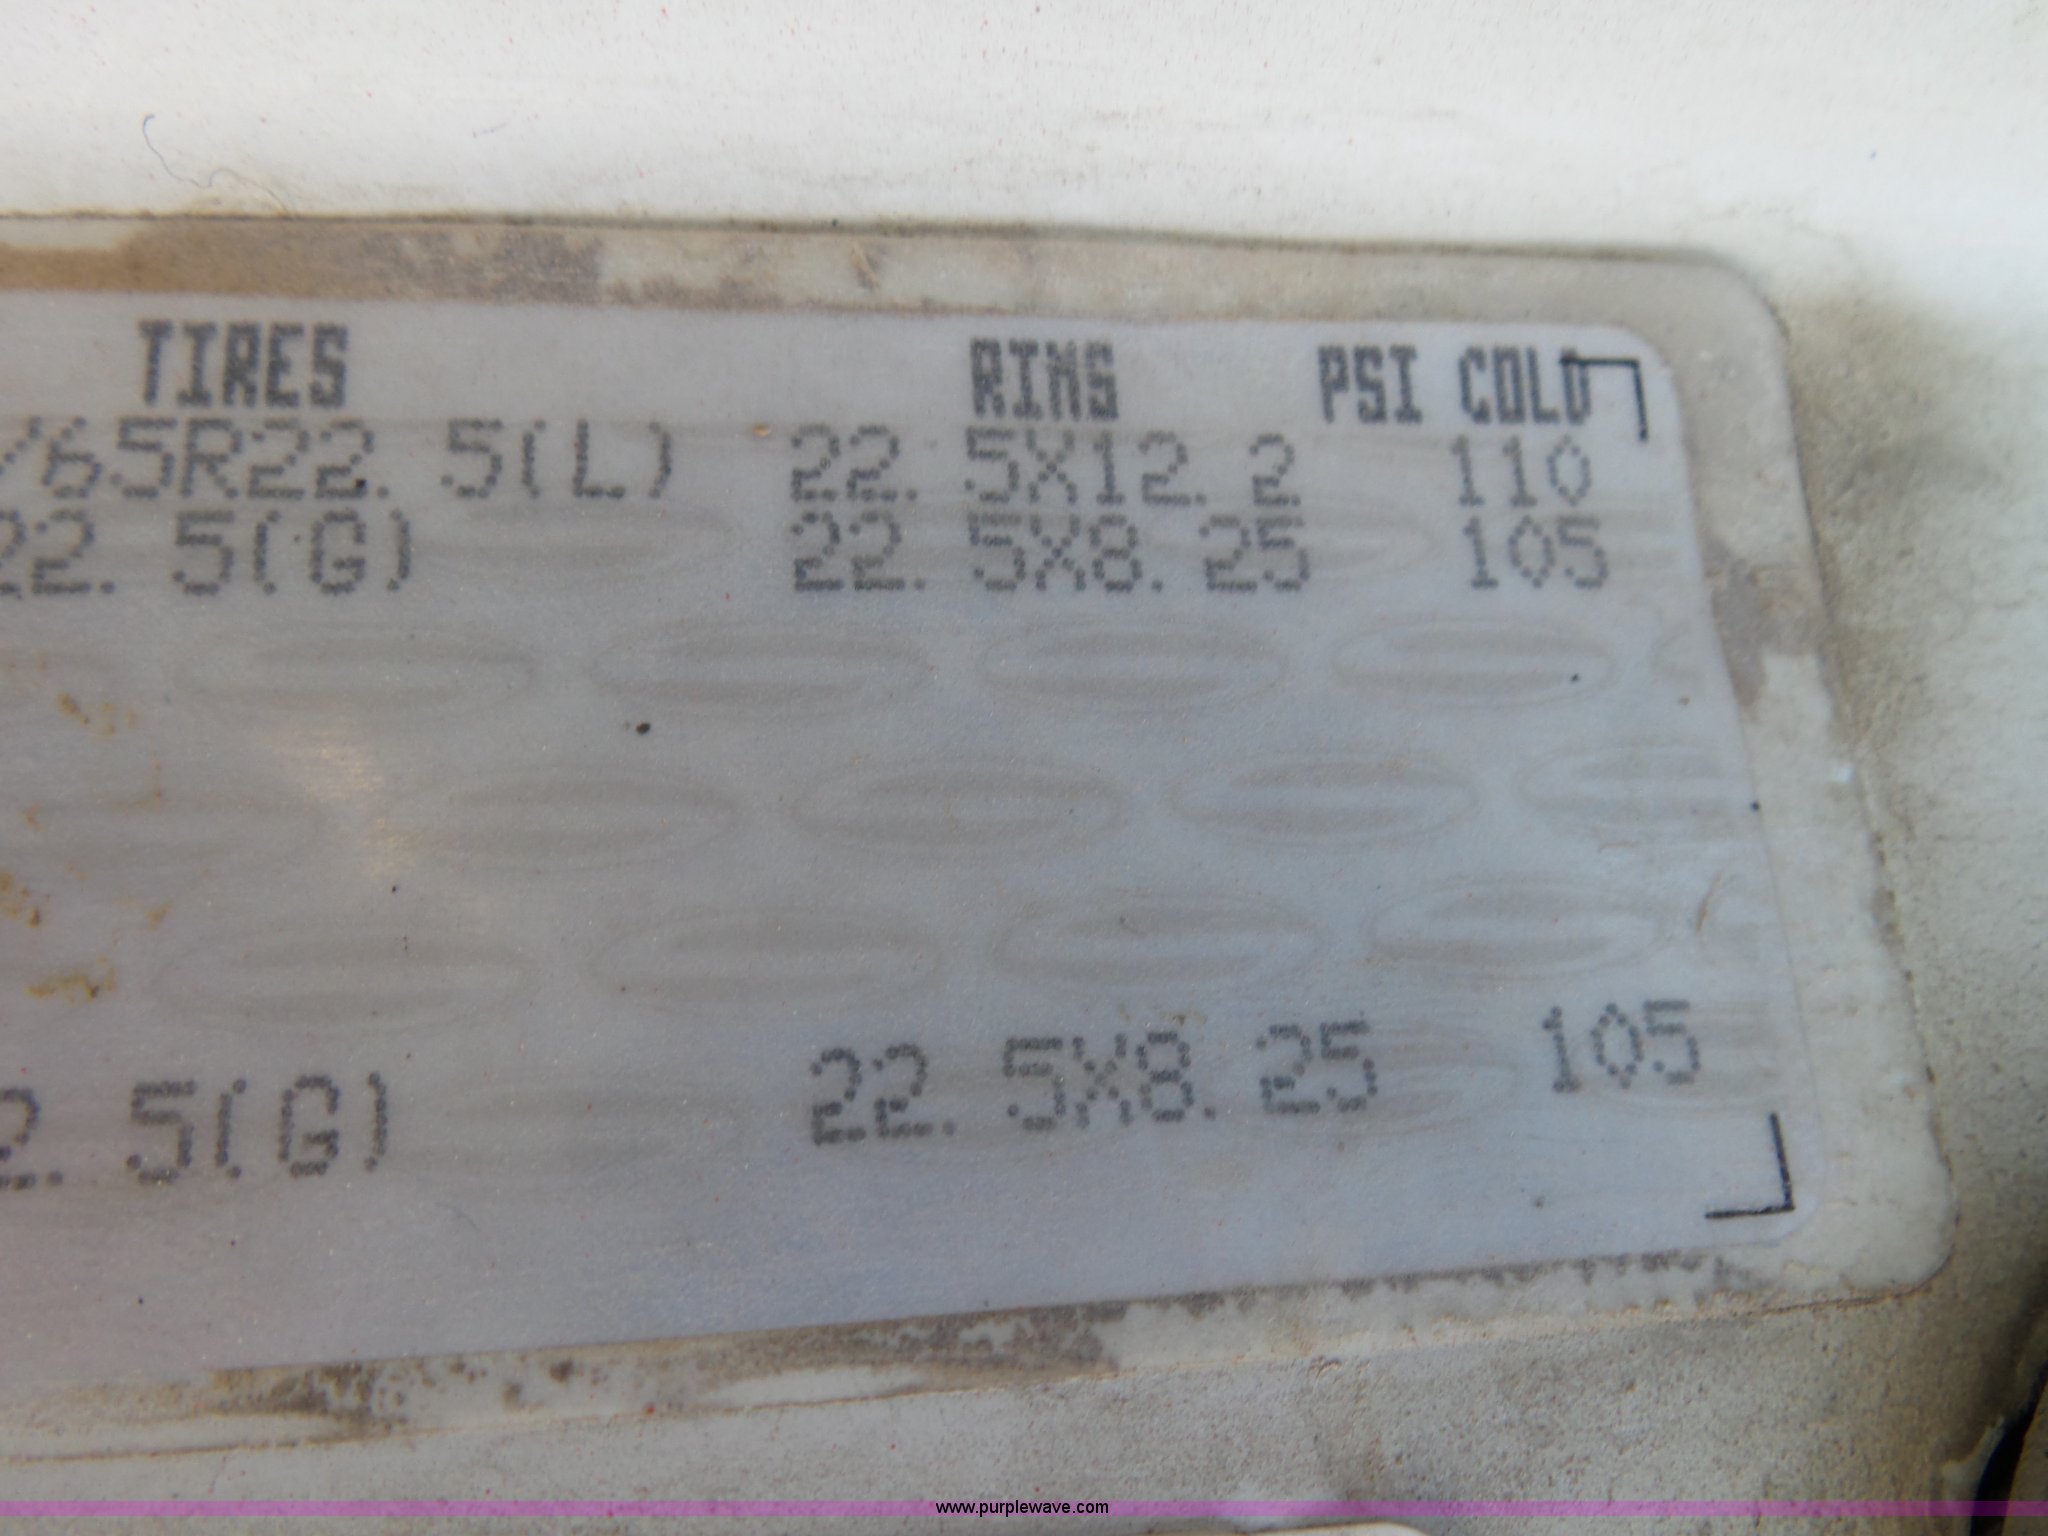 TIRES RIMS PSI COLD
/65R22.5(L) 22.5X12.2 110
22.5(G) 22.5X8.25 105
2.5(G) 22.5X8.25 105
www.purplewave.com